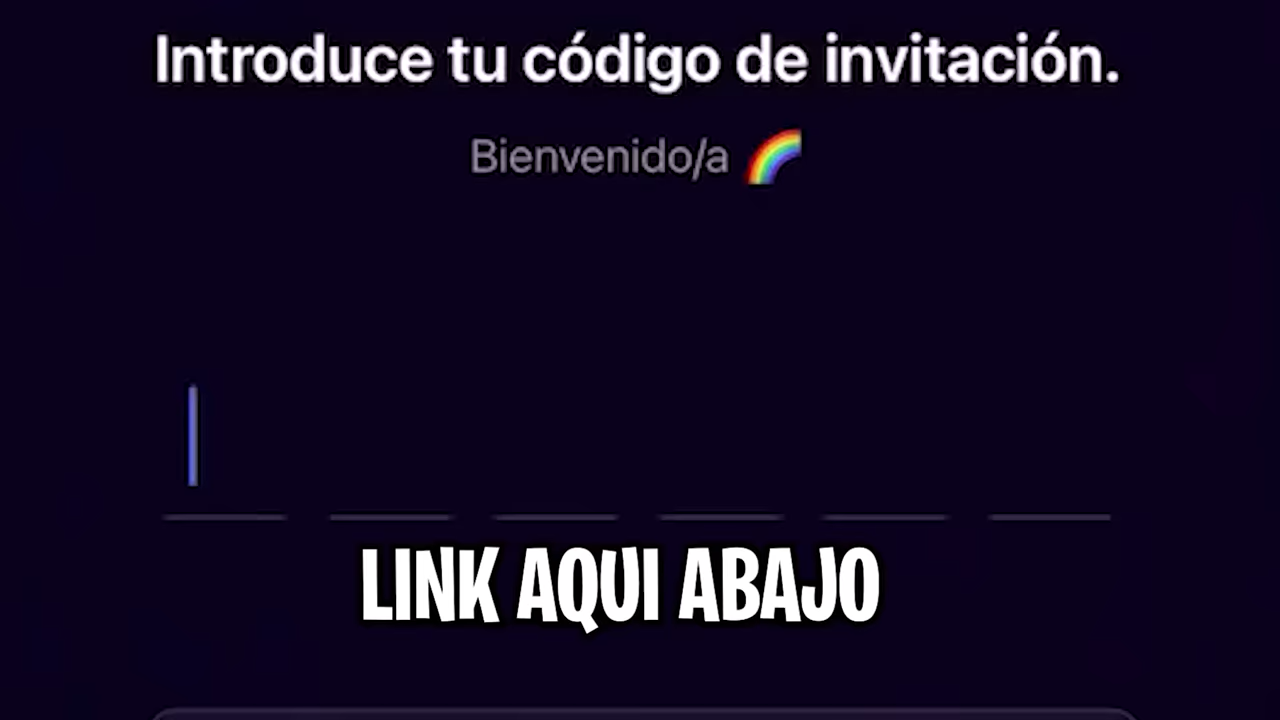 Introduce tu código de invitación.
Bienvenido/a 🌈
LINK AQUI ABAJO